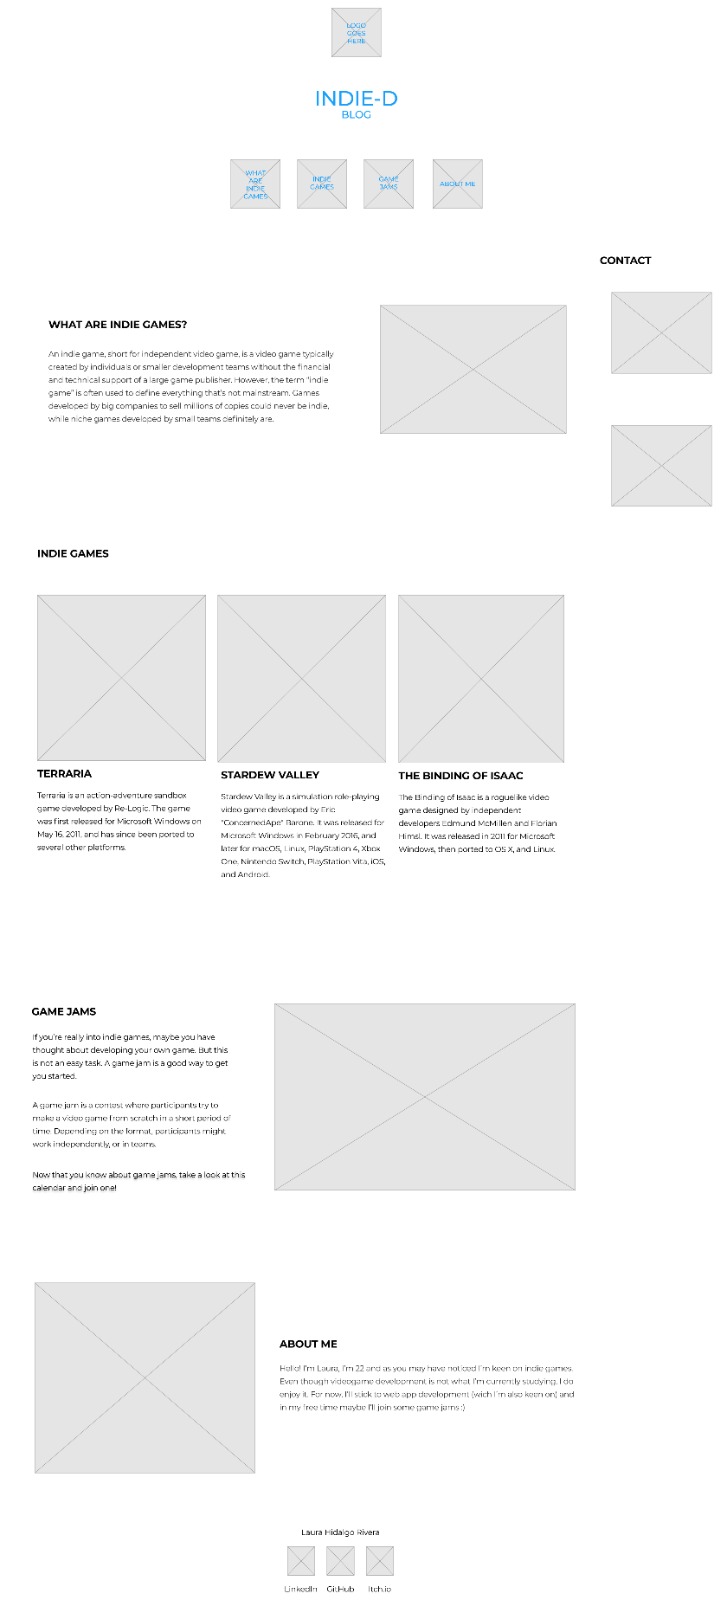 LOGO
GOES
HERE
INDIE-D
BLOG
WHAT
ARE
INDIE
GAMES
INDIE
GAMES
GAME
JAMS
ABOUT ME
CONTACT
WHAT ARE INDIE GAMES?
An indie game, short for independent video game, is a video game typically
created by individuals or smaller development teams without the financial
and technical support of a large game publisher. However, the term "indie
game" is often used to define everything that's not mainstream. Games
developed by big companies to sell millions of copies could never be indie,
while niche games developed by small teams definitely are.
INDIE GAMES
TERRARIA
Terraria is an action-adventure sandbox
game developed by Re-Logic. The game
was first released for Microsoft Windows on
May 16, 2011, and has since been ported to
several other platforms.
STARDEW VALLEY
Stardew Valley is a simulation role-playing
video game developed by Eric
"ConcernedApe" Barone. It was released for
Microsoft Windows in February 2016, and
later for macOS, Linux, PlayStation 4, Xbox
One, Nintendo Switch, PlayStation Vita, iOS,
and Android.
THE BINDING OF ISAAC
The Binding of Isaac is a roguelike video
game designed by independent
developers Edmund McMillen and Florian
Himsl. It was released in 2011 for Microsoft
Windows, then ported to OS X, and Linux.
GAME JAMS
If you're really into indie games, maybe you have
thought about developing your own game. But this
is not an easy task. A game jam is a good way to get
you started.
A game jam is a contest where participants try to
make a video game from scratch in a short period of
time. Depending on the format, participants might
work independently, or in teams.
Now that you know about game jams, take a look at this
calendar and join one!
ABOUT ME
Hello! I'm Laura, I'm 22 and as you may have noticed I'm keen on indie games.
Even though videogame development is not what I'm currently studying, I do
enjoy it. For now, I'll stick to web app development (wich I'm also keen on) and
in my free time maybe I'll join some game jams :)
Laura Hidalgo Rivera
LinkedIn GitHub Itch.io